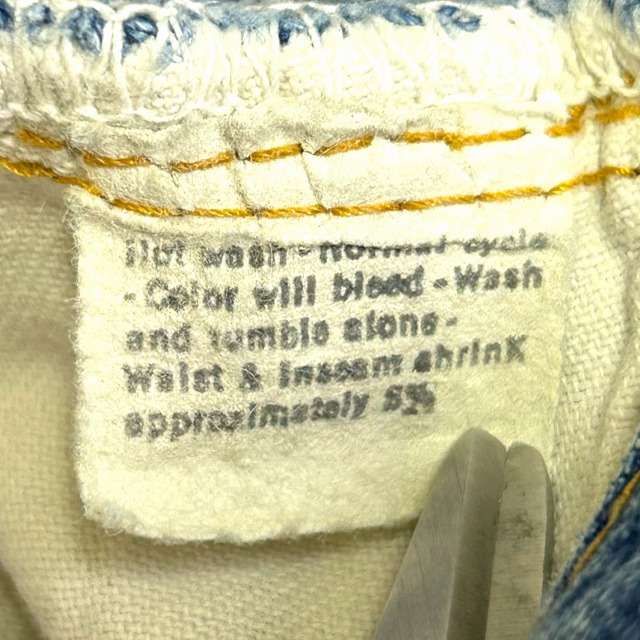 Hot wash - Normal cycle
- Color will bleed - Wash
and tumble alone -
Waist & inseam shrink
approximately 5%